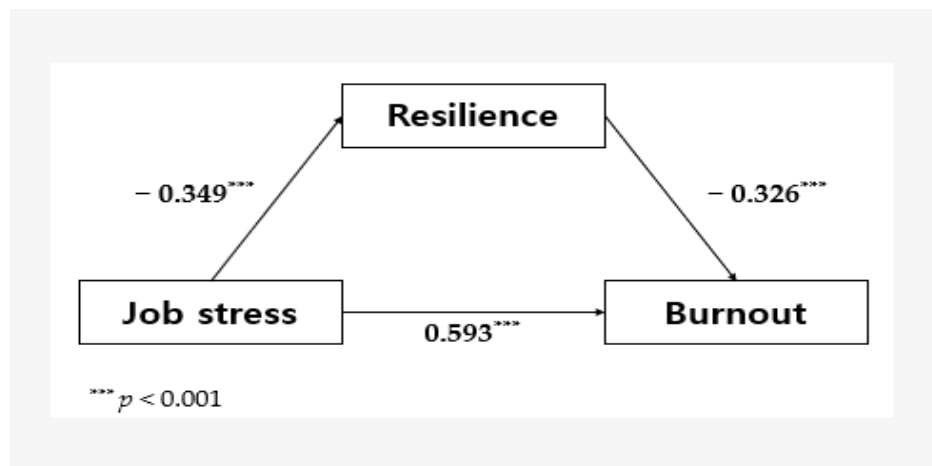 Resilience
− 0.349***
− 0.326***
Job stress
0.593***
Burnout
*** p < 0.001